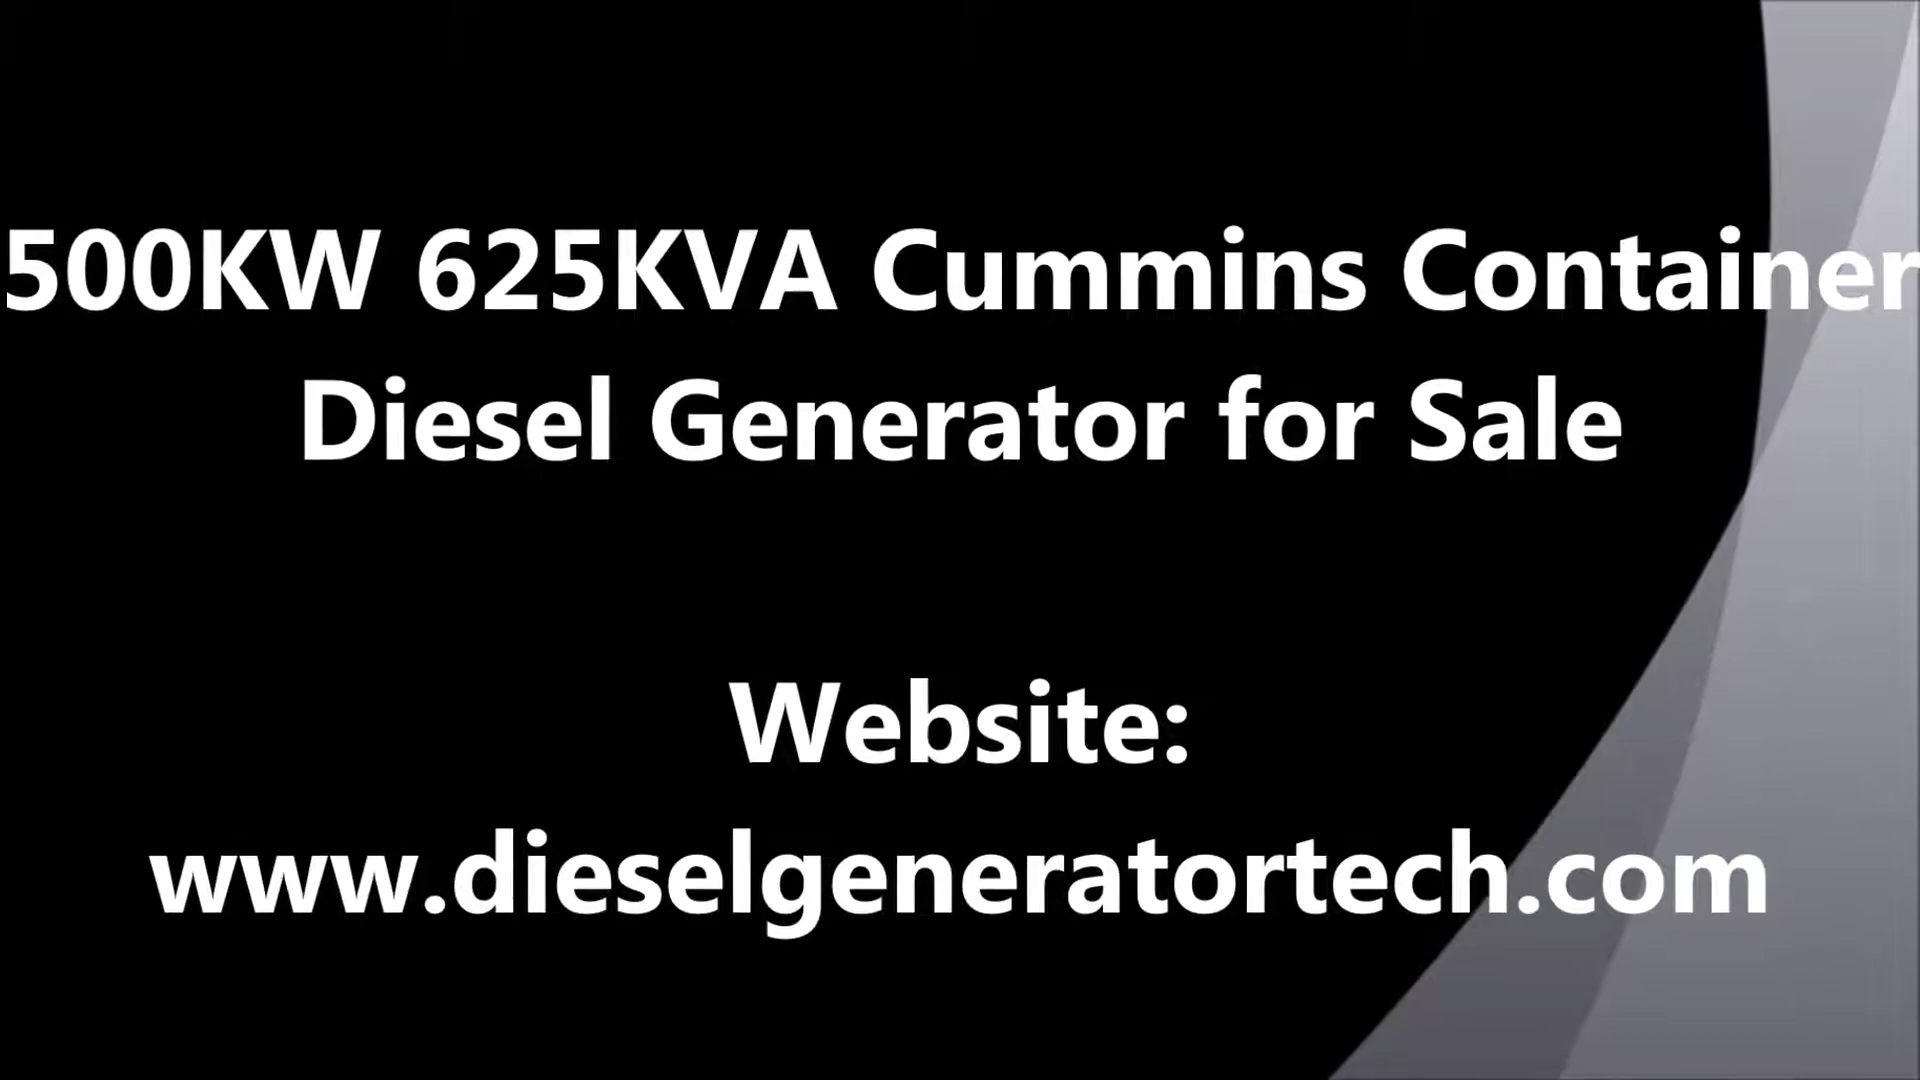 500KW 625KVA Cummins Container
Diesel Generator for Sale
Website:
www.dieselgeneratortech.com